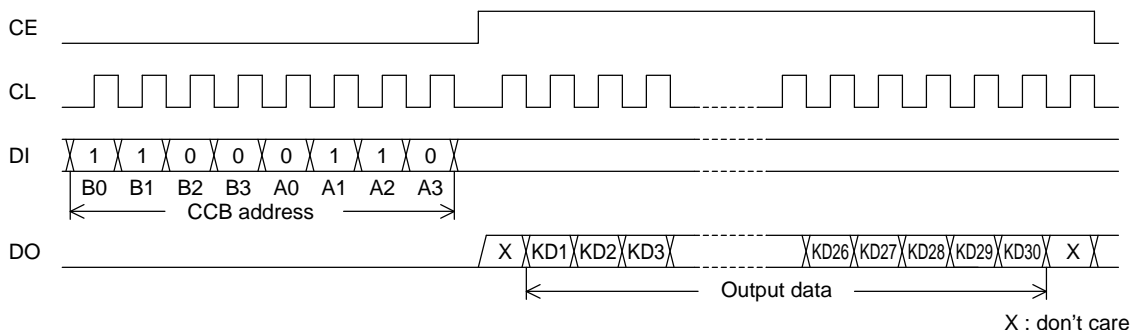 CE
CL
DI 1 1 0 0 0 1 1 0
B0 B1 B2 B3 A0 A1 A2 A3
CCB address
DO X KD1 KD2 KD3 KD26 KD27 KD28 KD29 KD30 X
Output data
X : don't care